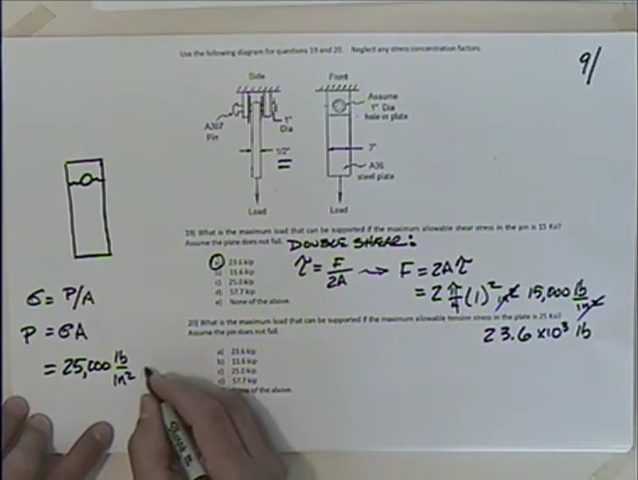 Use the following diagram for questions 19 and 20. Neglect any stress concentration factors.
9/
Side
Front
Assume
1" Dia
hole in plate
A307
Pin
1"
Dia
1/2"
3"
A36
steel plate
Load
Load
19) What is the maximum load that can be supported if the maximum allowable shear stress in the pin is 15 Ksi?
Assume the plate does not fail. DOUBLE SHEAR:
a) 23.6 kip
b) 11.8 kip
c) 25.0 kip
d) 57.7 kip
e) None of the above.
τ = F/2A → F = 2Aτ
= 2 π/4 (1)² in² 15,000 lb/in²
23.6 x10³ lb
20) What is the maximum load that can be supported if the maximum allowable tension stress in the plate is 25 Ksi?
Assume the pin does not fail.
a) 23.6 kip
b) 11.8 kip
c) 25.0 kip
d) 57.7 kip
of the above.
σ = P/A
P = σA
= 25,000 lb/in²